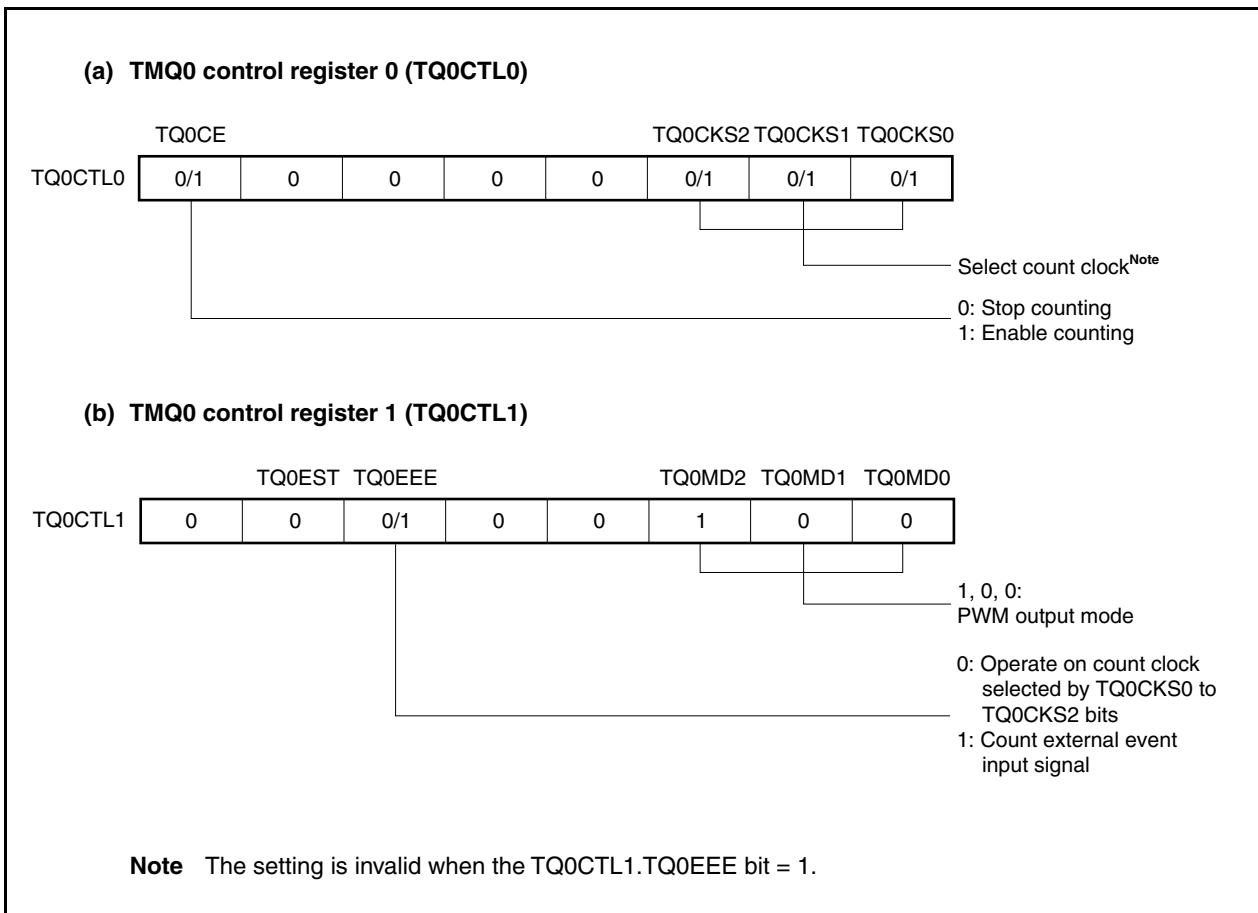 (a) TMQ0 control register 0 (TQ0CTL0)
TQ0CE TQ0CKS2 TQ0CKS1 TQ0CKS0
TQ0CTL0 0/1 0 0 0 0 0/1 0/1 0/1
Select count clockNote
0: Stop counting
1: Enable counting
(b) TMQ0 control register 1 (TQ0CTL1)
TQ0EST TQ0EEE TQ0MD2 TQ0MD1 TQ0MD0
TQ0CTL1 0 0 0/1 0 0 1 0 0
1, 0, 0:
PWM output mode
0: Operate on count clock
selected by TQ0CKS0 to
TQ0CKS2 bits
1: Count external event
input signal
Note The setting is invalid when the TQ0CTL1.TQ0EEE bit = 1.